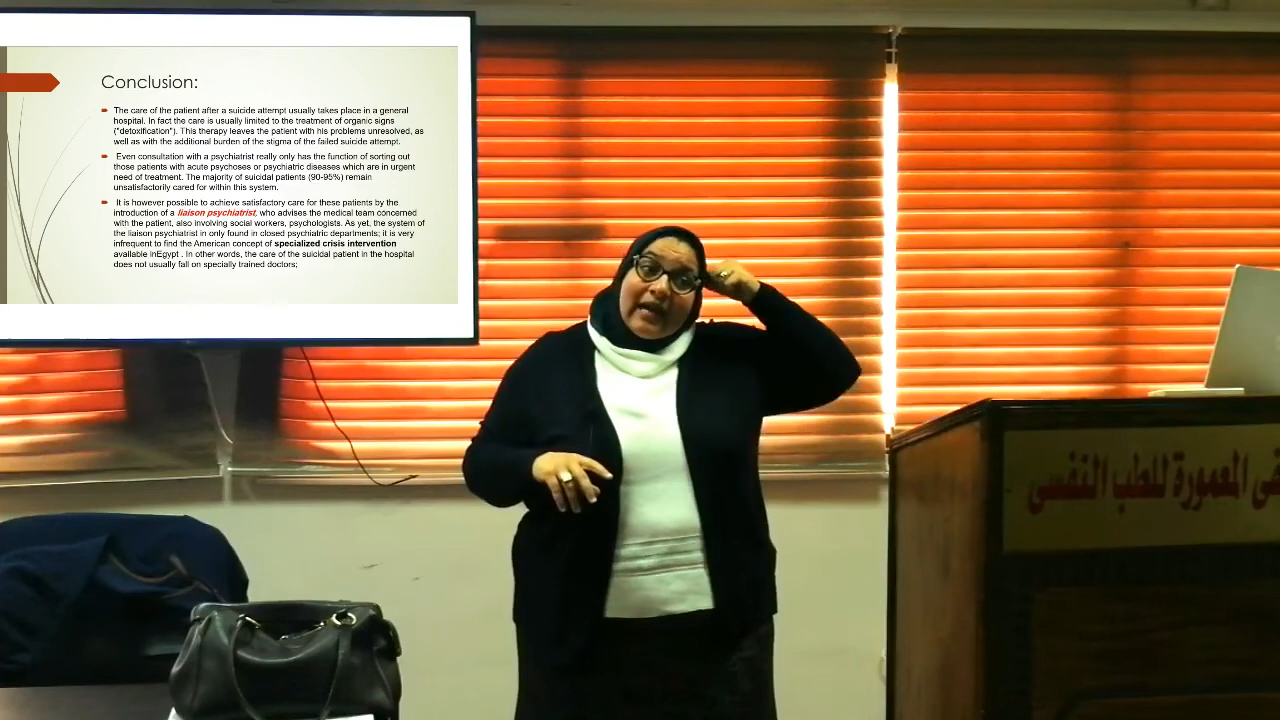 Conclusion:
The care of the patient after a suicide attempt usually takes place in a general
hospital. In fact the care is usually limited to the treatment of organic signs
("detoxification"). This therapy leaves the patient with his problems unresolved, as
well as with the additional burden of the stigma of the failed suicide attempt.
Even consultation with a psychiatrist really only has the function of sorting out
those patients with acute psychoses or psychiatric diseases which are in urgent
need of treatment. The majority of suicidal patients (90-95%) remain
unsatisfactorily cared for within this system.
It is however possible to achieve satisfactory care for these patients by the
introduction of a liaison psychiatrist, who advises the medical team concerned
with the patient, also involving social workers, psychologists. As yet, the system of
the liaison psychiatrist in only found in closed psychiatric departments; it is very
infrequent to find the American concept of specialized crisis intervention
available inEgypt . In other words, the care of the suicidal patient in the hospital
does not usually fall on specially trained doctors;
المعمورة للطب النفسى